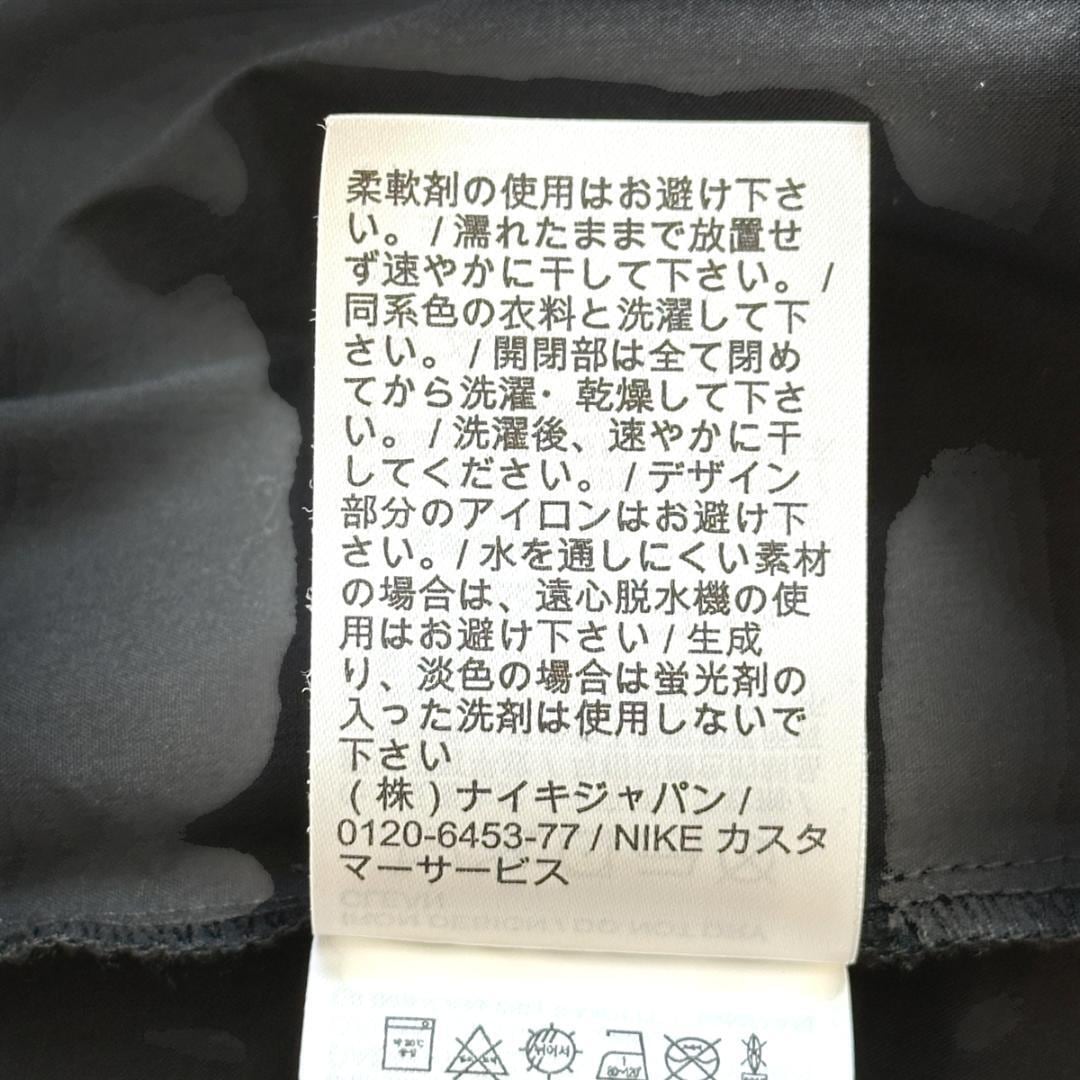 柔軟剤の使用はお避け下さ
い。 / 濡れたままで放置せ
ず速やかに干して下さい。 /
同系色の衣料と洗濯して下
さい。 / 開閉部は全て閉め
てから洗濯・乾燥して下さ
い。 / 洗濯後、速やかに干
してください。 / デザイン
部分のアイロンはお避け下
さい。/ 水を通しにくい素材
の場合は、遠心脱水機の使
用はお避け下さい / 生成
り、淡色の場合は蛍光剤の
入った洗剤は使用しないで
下さい
( 株 ) ナイキジャパン /
0120-6453-77 / NIKE カスタ
マーサービス
CLEAN
IRON DESIGN / DO NOT DRY